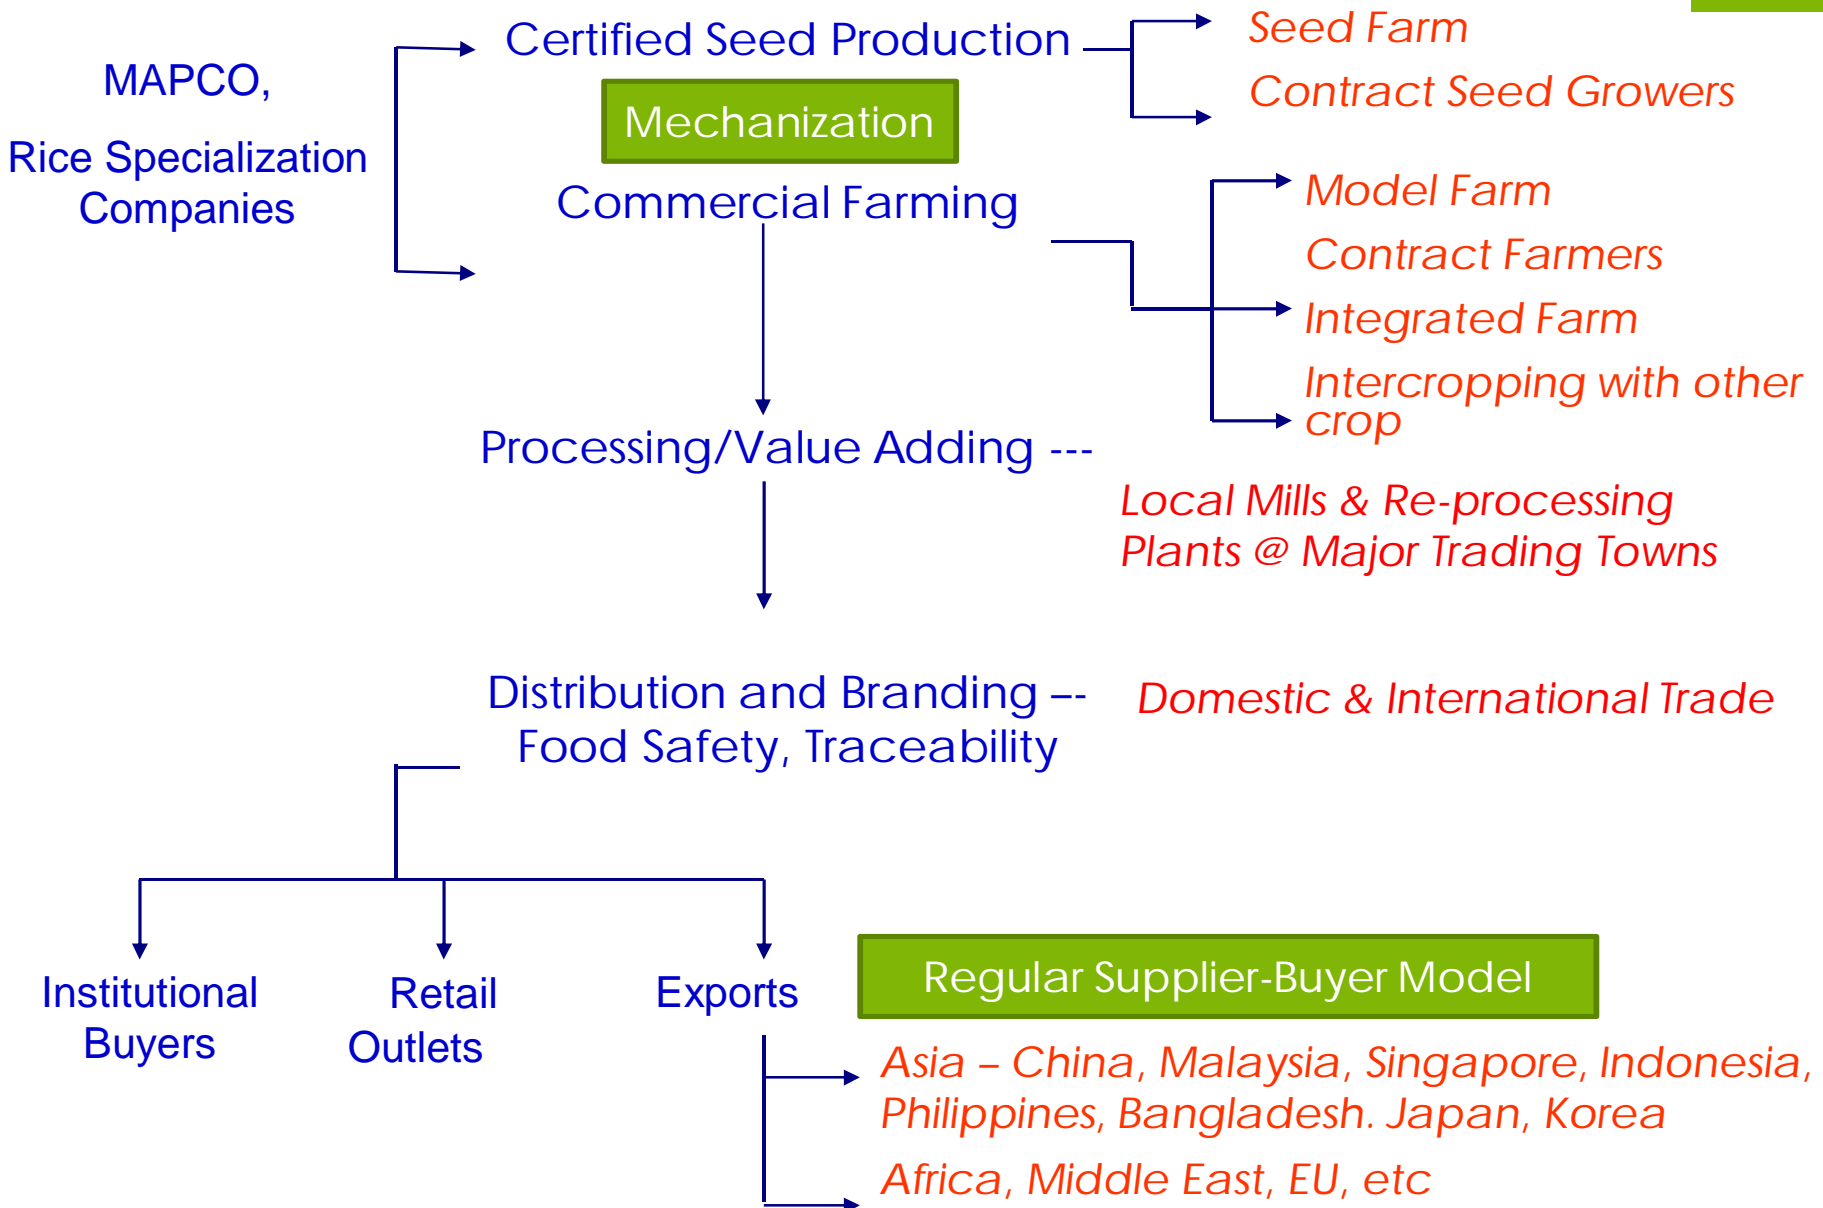 MAPCO,
Rice Specialization
Companies
Certified Seed Production
Mechanization
Commercial Farming
Seed Farm
Contract Seed Growers
Model Farm
Contract Farmers
Integrated Farm
Intercropping with other
crop
Processing/Value Adding ---
Local Mills & Re-processing
Plants @ Major Trading Towns
Distribution and Branding –-
Food Safety, Traceability
Domestic & International Trade
Institutional
Buyers
Retail
Outlets
Exports
Regular Supplier-Buyer Model
Asia – China, Malaysia, Singapore, Indonesia,
Philippines, Bangladesh. Japan, Korea
Africa, Middle East, EU, etc